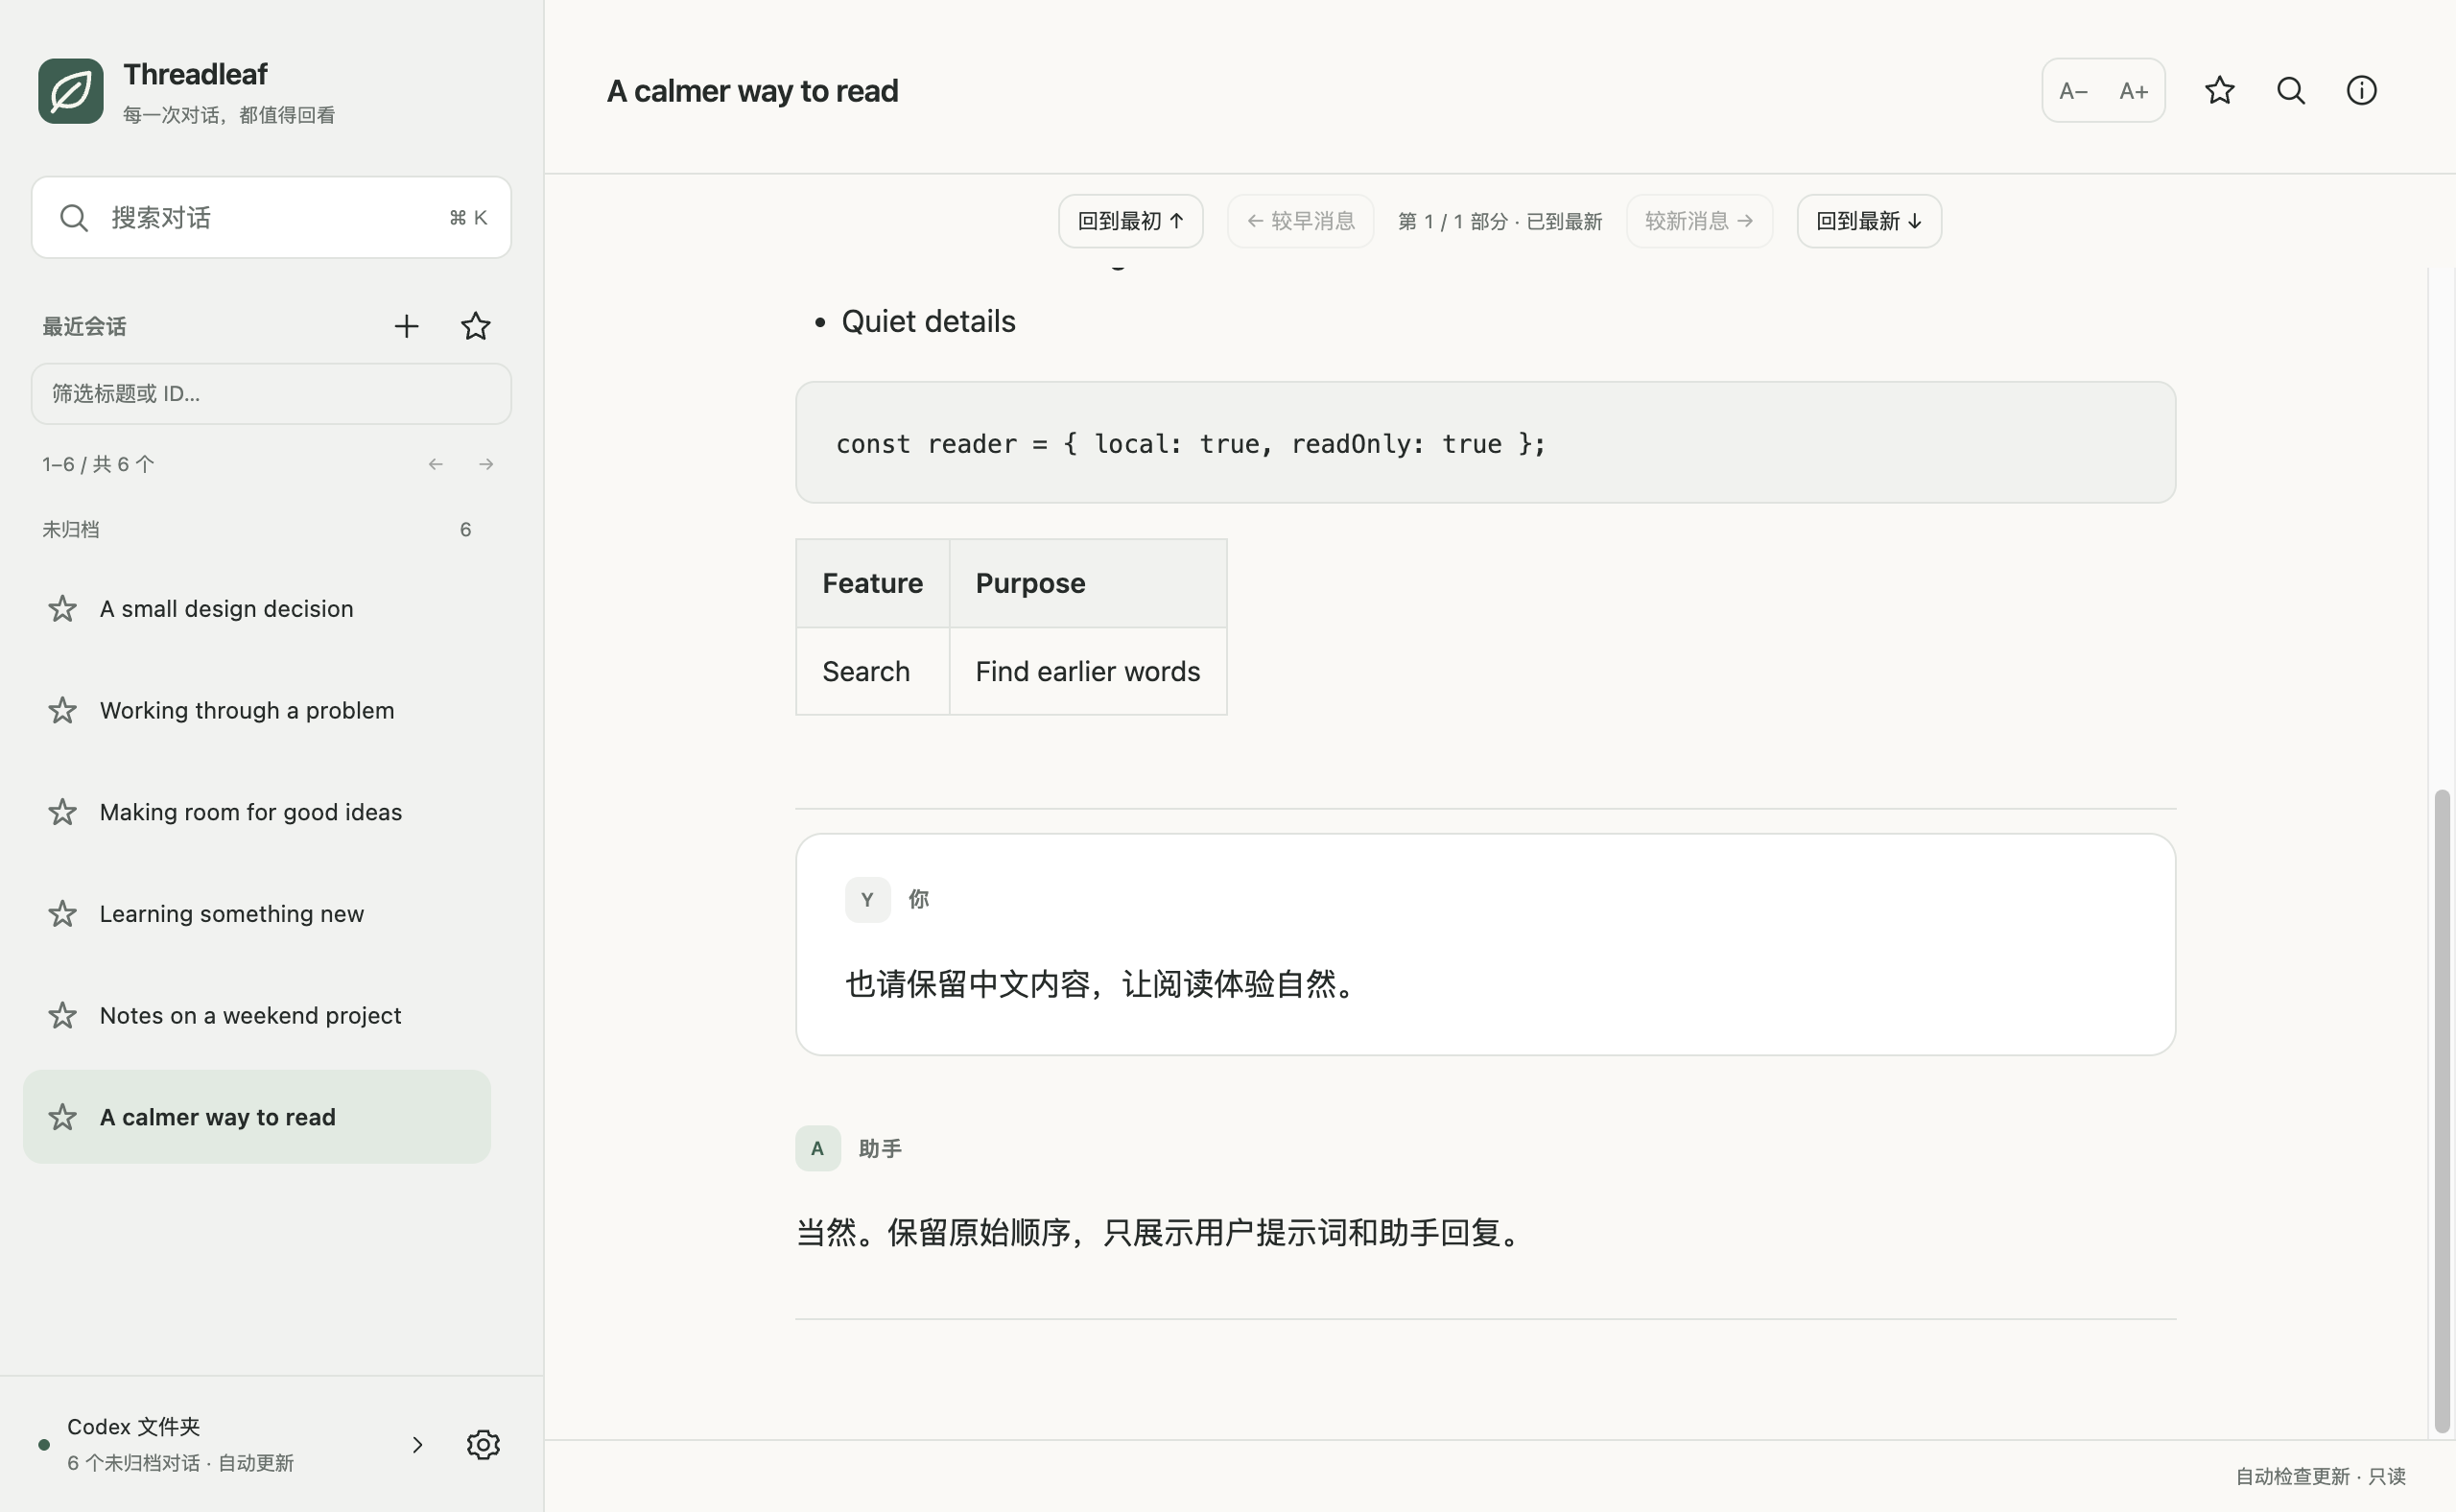 Threadleaf
每一次对话，都值得回看
搜索对话
⌘ K
最近会话
筛选标题或 ID...
1–6 / 共 6 个
← →
未归档
6
A small design decision
Working through a problem
Making room for good ideas
Learning something new
Notes on a weekend project
A calmer way to read
Codex 文件夹
6 个未归档对话 · 自动更新
A calmer way to read
A− A+
回到最初 ↑
← 较早消息
第 1 / 1 部分 · 已到最新
较新消息 →
回到最新 ↓
• Quiet details
const reader = { local: true, readOnly: true };
Feature Purpose
Search Find earlier words
Y 你
也请保留中文内容，让阅读体验自然。
A 助手
当然。保留原始顺序，只展示用户提示词和助手回复。
自动检查更新 · 只读